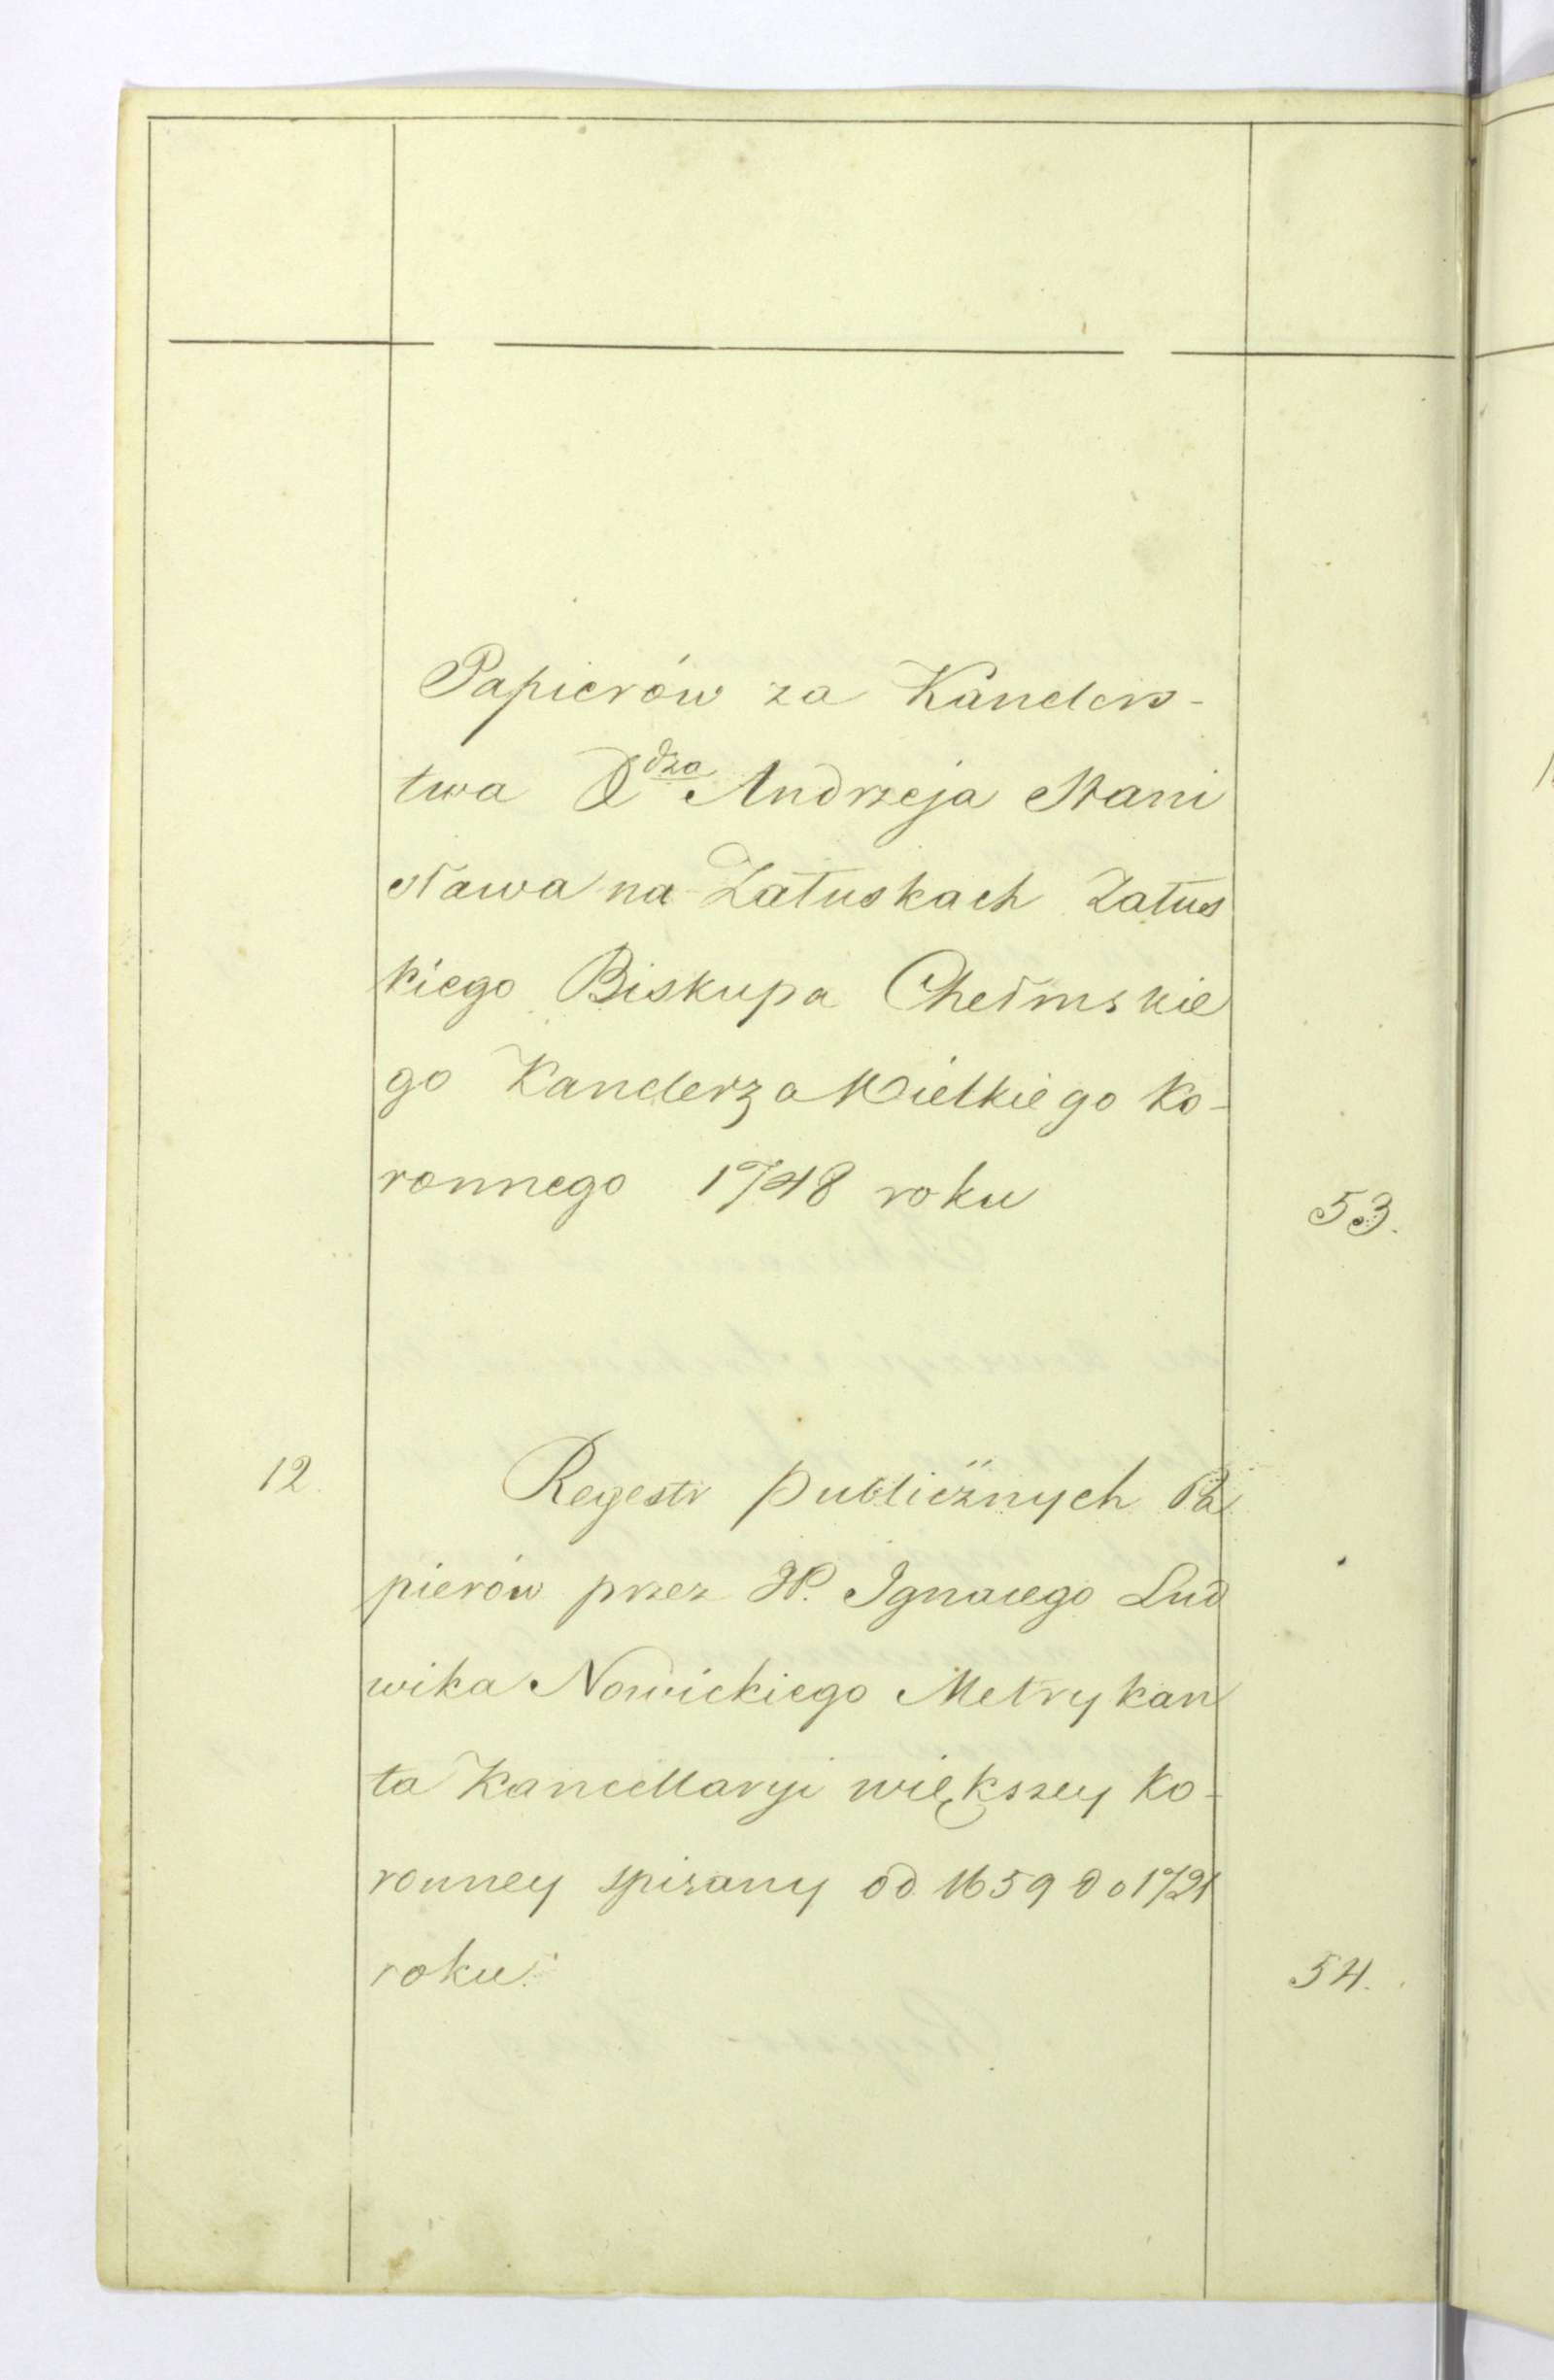 Papierów za Kanclers-
twa Xdza Andrzeja Stani
sława na Załuskach Załus
kiego Biskupa Chełmskie
go Kanclerza Wielkiego Ko-
ronnego 1748 roku 53.
12. Regestr publicznych Pa
pierów przez JP. Ignacego Lud
wika Nowickiego Metrykan
ta Kancellaryi większey Ko-
ronney spisany od 1659 do 1721
roku. 54.